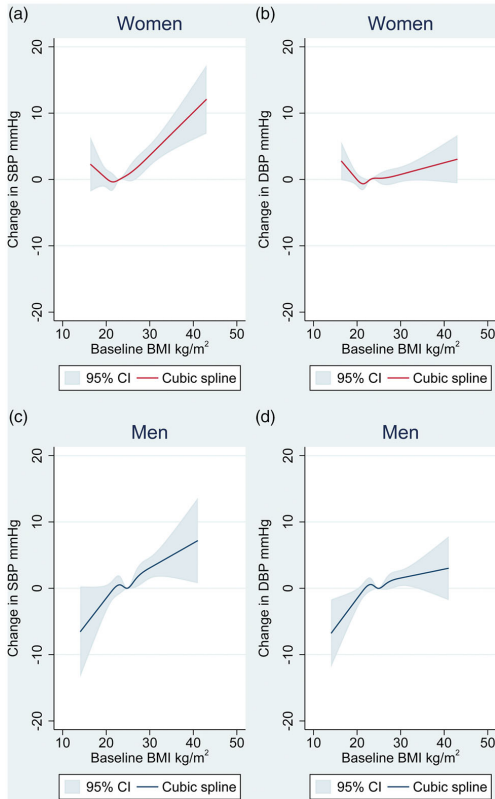 (a)
Women
Change in SBP mmHg
20
10
0
-10
-20
10 20 30 40 50
Baseline BMI kg/m²
95% CI Cubic spline
(b)
Women
Change in DBP mmHg
20
10
0
-10
-20
10 20 30 40 50
Baseline BMI kg/m²
95% CI Cubic spline
(c)
Men
Change in SBP mmHg
20
10
0
-10
-20
10 20 30 40 50
Baseline BMI kg/m²
95% CI Cubic spline
(d)
Men
Change in DBP mmHg
20
10
0
-10
-20
10 20 30 40 50
Baseline BMI kg/m²
95% CI Cubic spline